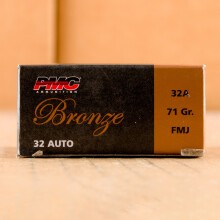 PMC
AMMUNITION
Bronze
32 AUTO
32A
71 Gr.
FMJ